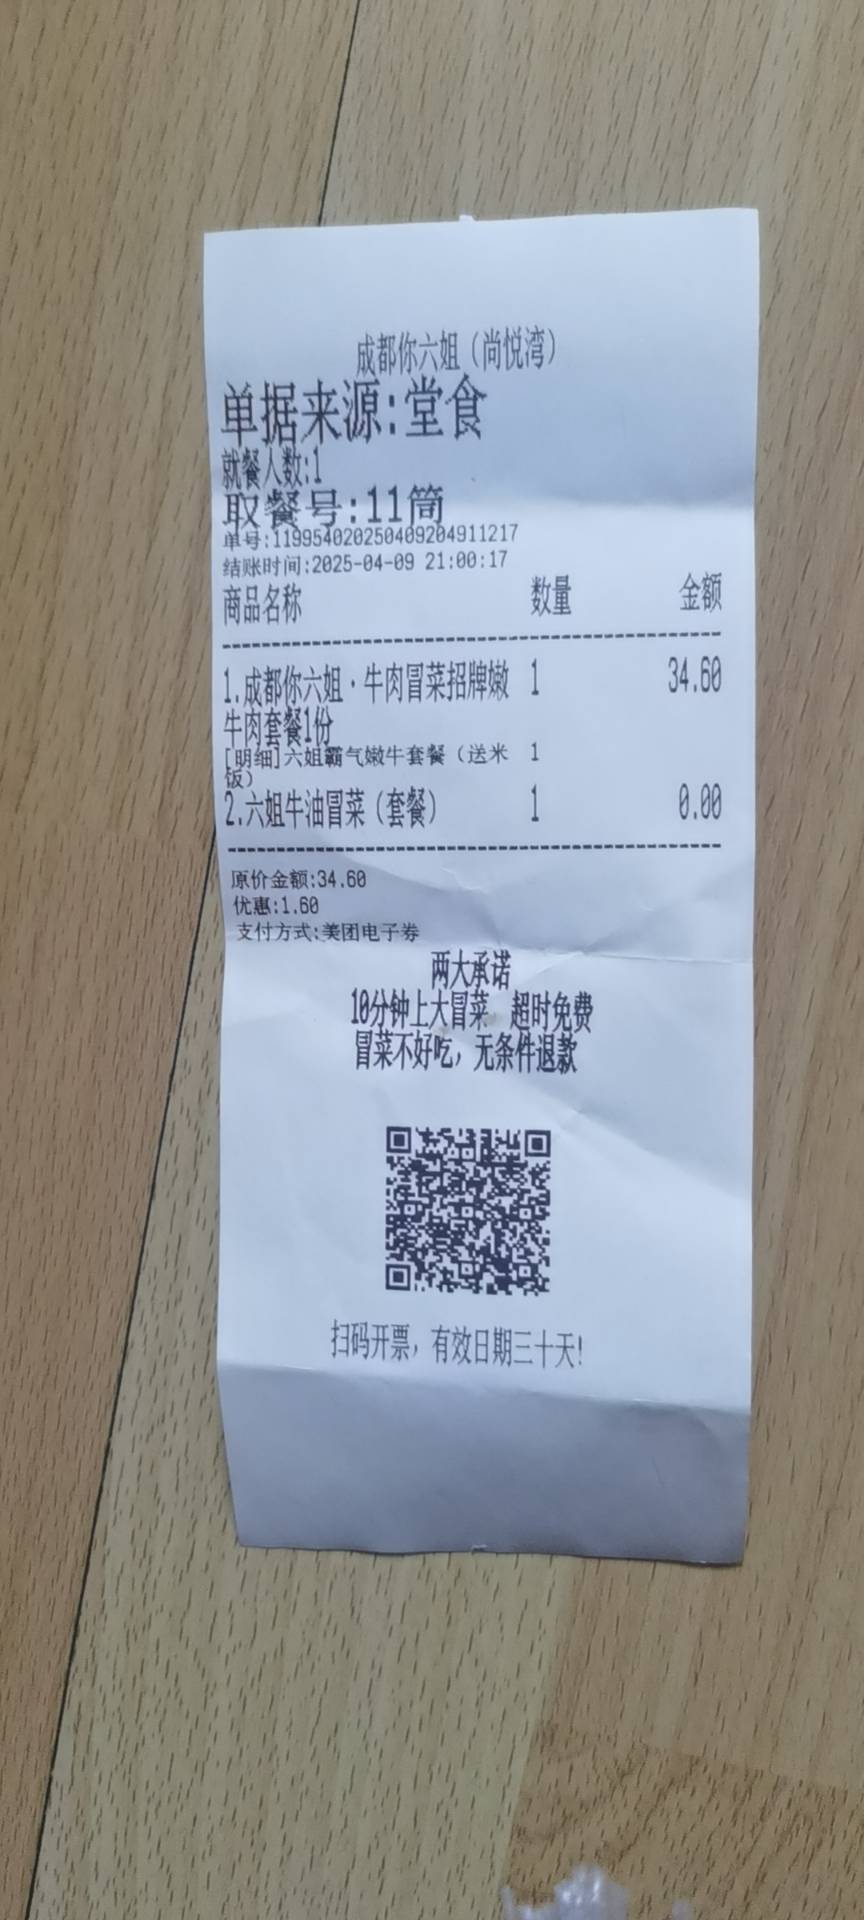 成都你六姐（尚悦湾）
单据来源:堂食
就餐人数:1
取餐号:11筒
单号:119954020250409204911217
结账时间:2025-04-09 21:00:17
商品名称 数量 金额
1.成都你六姐·牛肉冒菜招牌嫩 1 34.60
牛肉套餐1份
[明细]六姐霸气嫩牛套餐（送米 1
饭）
2.六姐牛油冒菜（套餐） 1 0.00
原价金额:34.60
优惠:1.60
支付方式:美团电子券
两大承诺
10分钟上大冒菜 超时免费
冒菜不好吃，无条件退款
扫码开票，有效日期三十天!